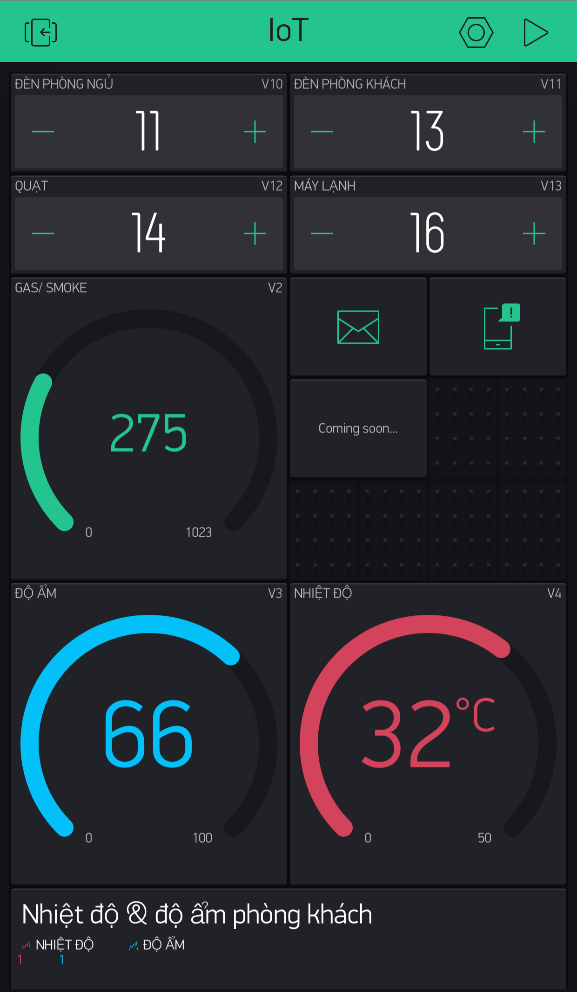 IoT
ĐÈN PHÒNG NGỦ V10
ĐÈN PHÒNG KHÁCH V11
− 11 +
− 13 +
QUẠT V12
MÁY LẠNH V13
− 14 +
− 16 +
GAS/ SMOKE V2
275
0 1023
!
Coming soon...
ĐỘ ẨM V3
NHIỆT ĐỘ V4
66
32°C
0 100
0 50
Nhiệt độ & độ ẩm phòng khách
NHIỆT ĐỘ ĐỘ ẨM
1 1